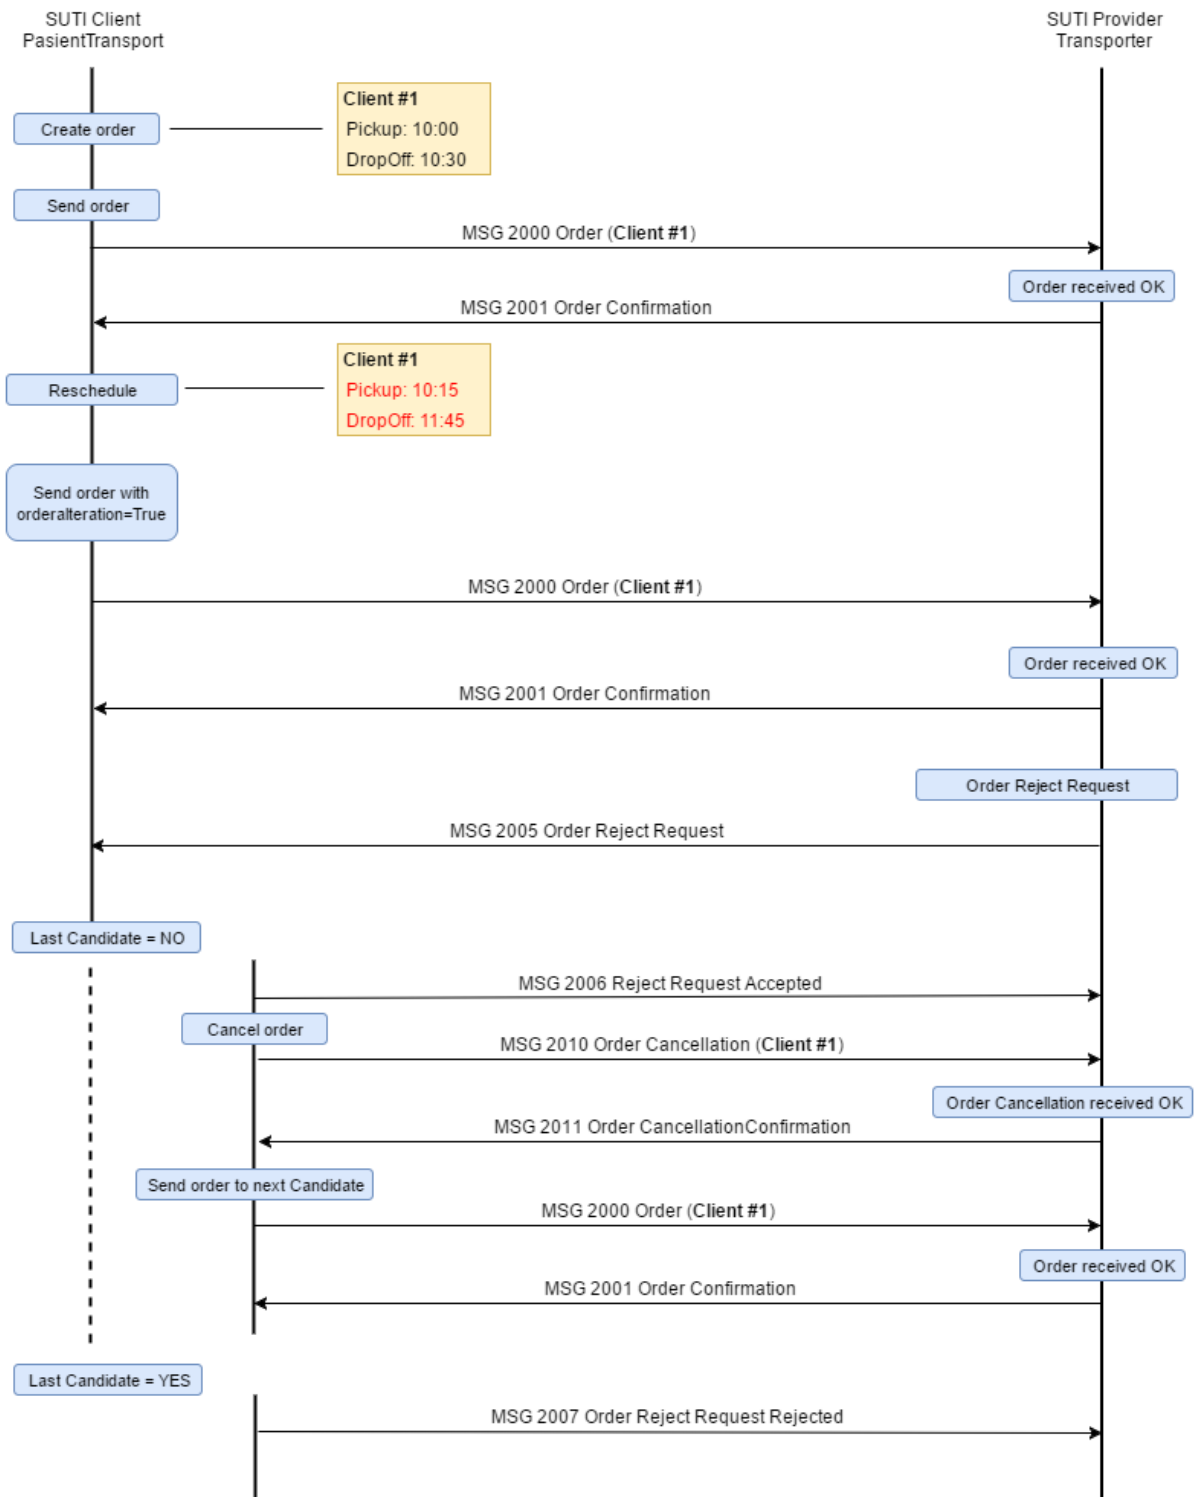 SUTI Client
PasientTransport
SUTI Provider
Transporter
Client #1
Pickup: 10:00
DropOff: 10:30
Create order
Send order
MSG 2000 Order (Client #1)
Order received OK
MSG 2001 Order Confirmation
Client #1
Pickup: 10:15
DropOff: 11:45
Reschedule
Send order with
orderalteration=True
MSG 2000 Order (Client #1)
Order received OK
MSG 2001 Order Confirmation
Order Reject Request
MSG 2005 Order Reject Request
Last Candidate = NO
MSG 2006 Reject Request Accepted
Cancel order
MSG 2010 Order Cancellation (Client #1)
Order Cancellation received OK
MSG 2011 Order CancellationConfirmation
Send order to next Candidate
MSG 2000 Order (Client #1)
Order received OK
MSG 2001 Order Confirmation
Last Candidate = YES
MSG 2007 Order Reject Request Rejected